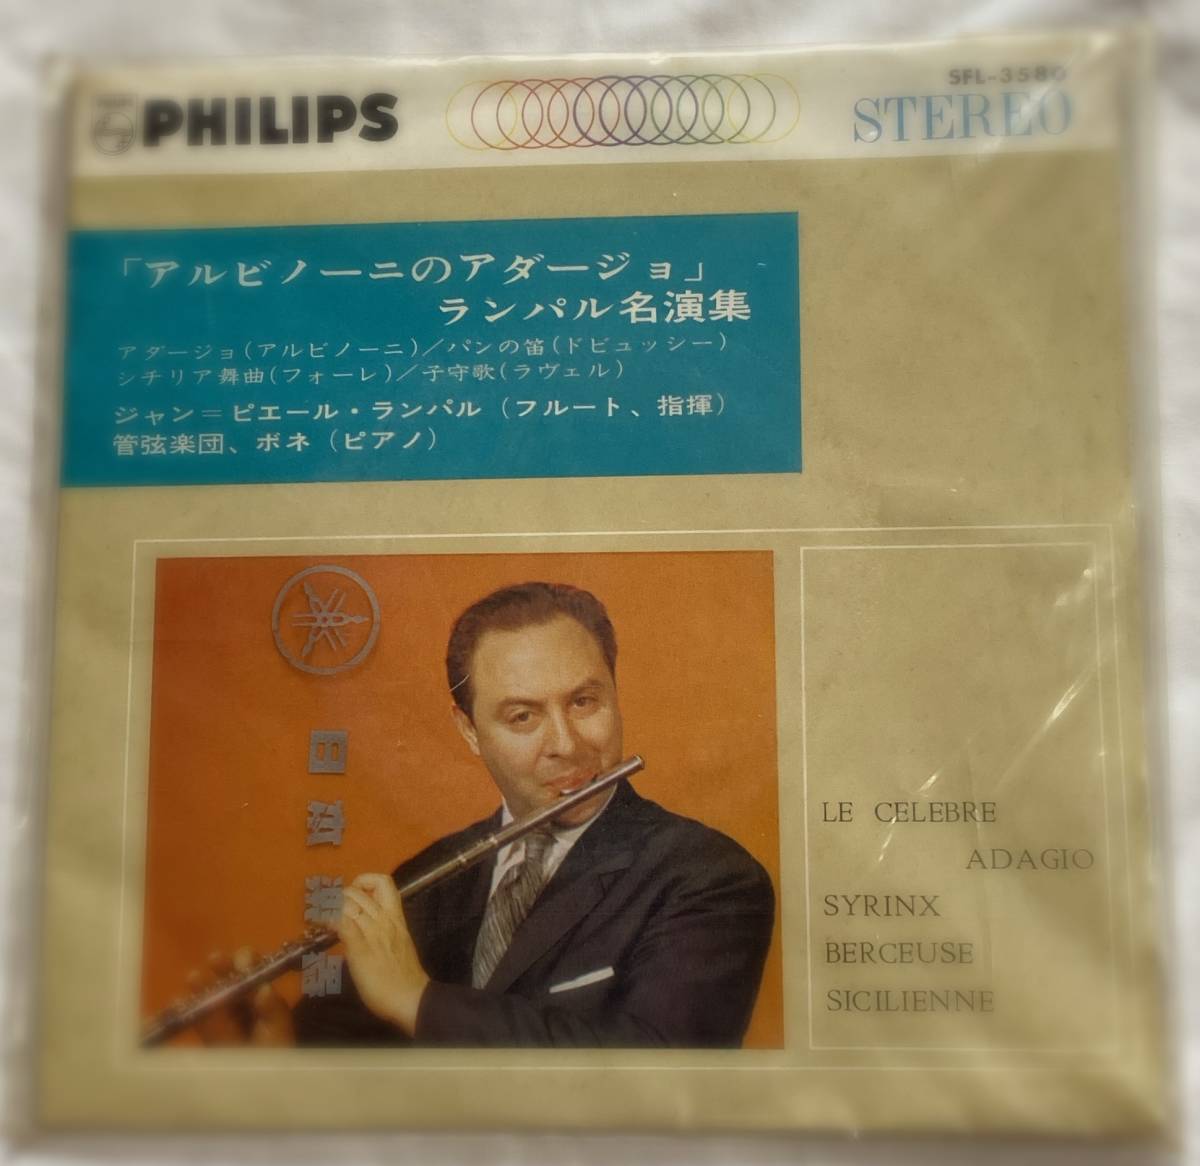 PHILIPS
SFL-3580
STEREO
「アルビノーニのアダージョ」
ランパル名演集
アダージョ(アルビノーニ)／パンの笛(ドビュッシー)
シチリア舞曲(フォーレ)／子守歌(ラヴェル)
ジャン＝ピエール・ランパル（フルート、指揮）
管弦楽団、ボネ（ピアノ）
日本楽器
LE CELEBRE
ADAGIO
SYRINX
BERCEUSE
SICILIENNE